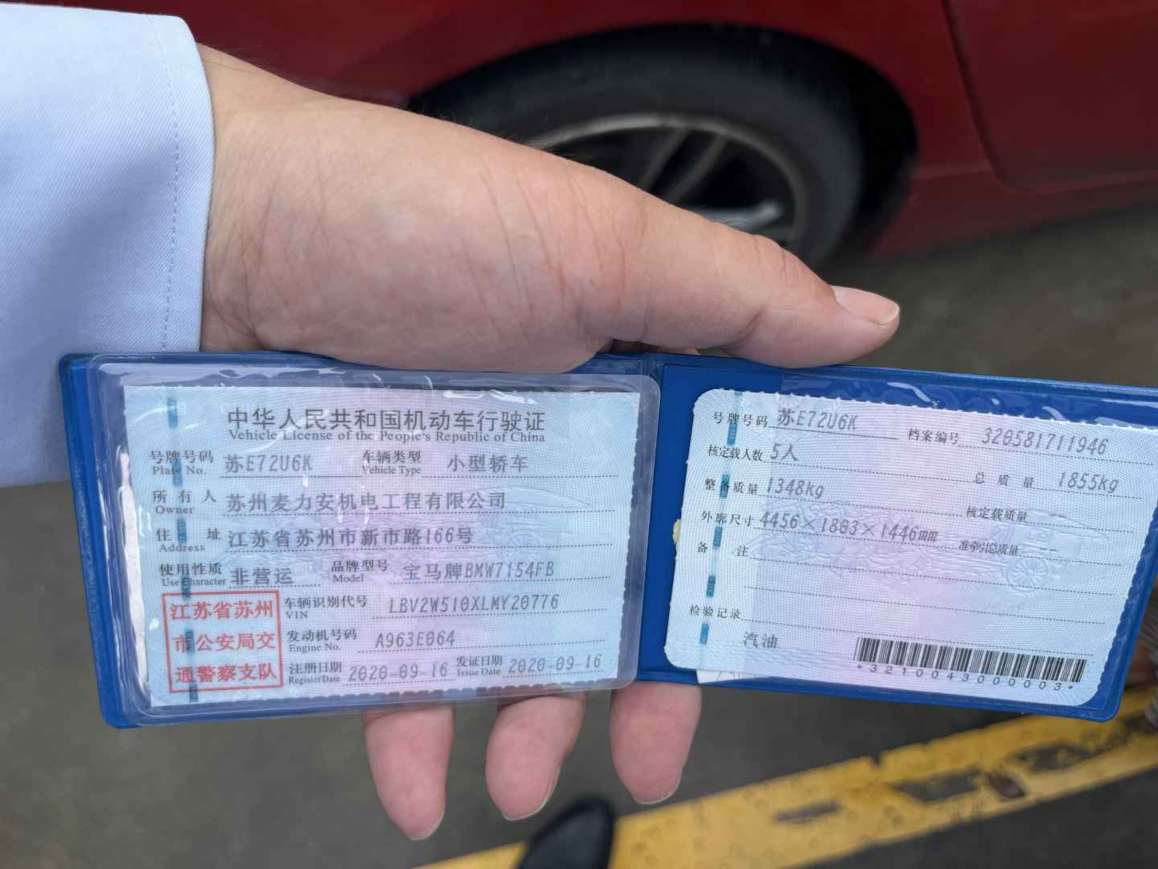 中华人民共和国机动车行驶证
Vehicle License of the People's Republic of China
号牌号码 苏E72U6K 车辆类型 小型轿车
Plate No. Vehicle Type
所有人 苏州麦力安机电工程有限公司
Owner
住址 江苏省苏州市新市路166号
Address
使用性质 非营运 品牌型号 宝马牌BMW7154FB
Use Character Model
江苏省苏州
市公安局交
通警察支队
车辆识别代号 LBV2W510XLMY20776
VIN
发动机号码 A963E064
Engine No.
注册日期 2020-09-16 发证日期 2020-09-16
Register Date Issue Date
号牌号码 苏E72U6K 档案编号 320581711946
核定载人数 5人 总质量 1855kg
整备质量 1348kg 核定载质量 --
外廓尺寸 4456×1803×1446mm 准牵引总质量 --
备注
检验记录
汽油
*3210043000003*